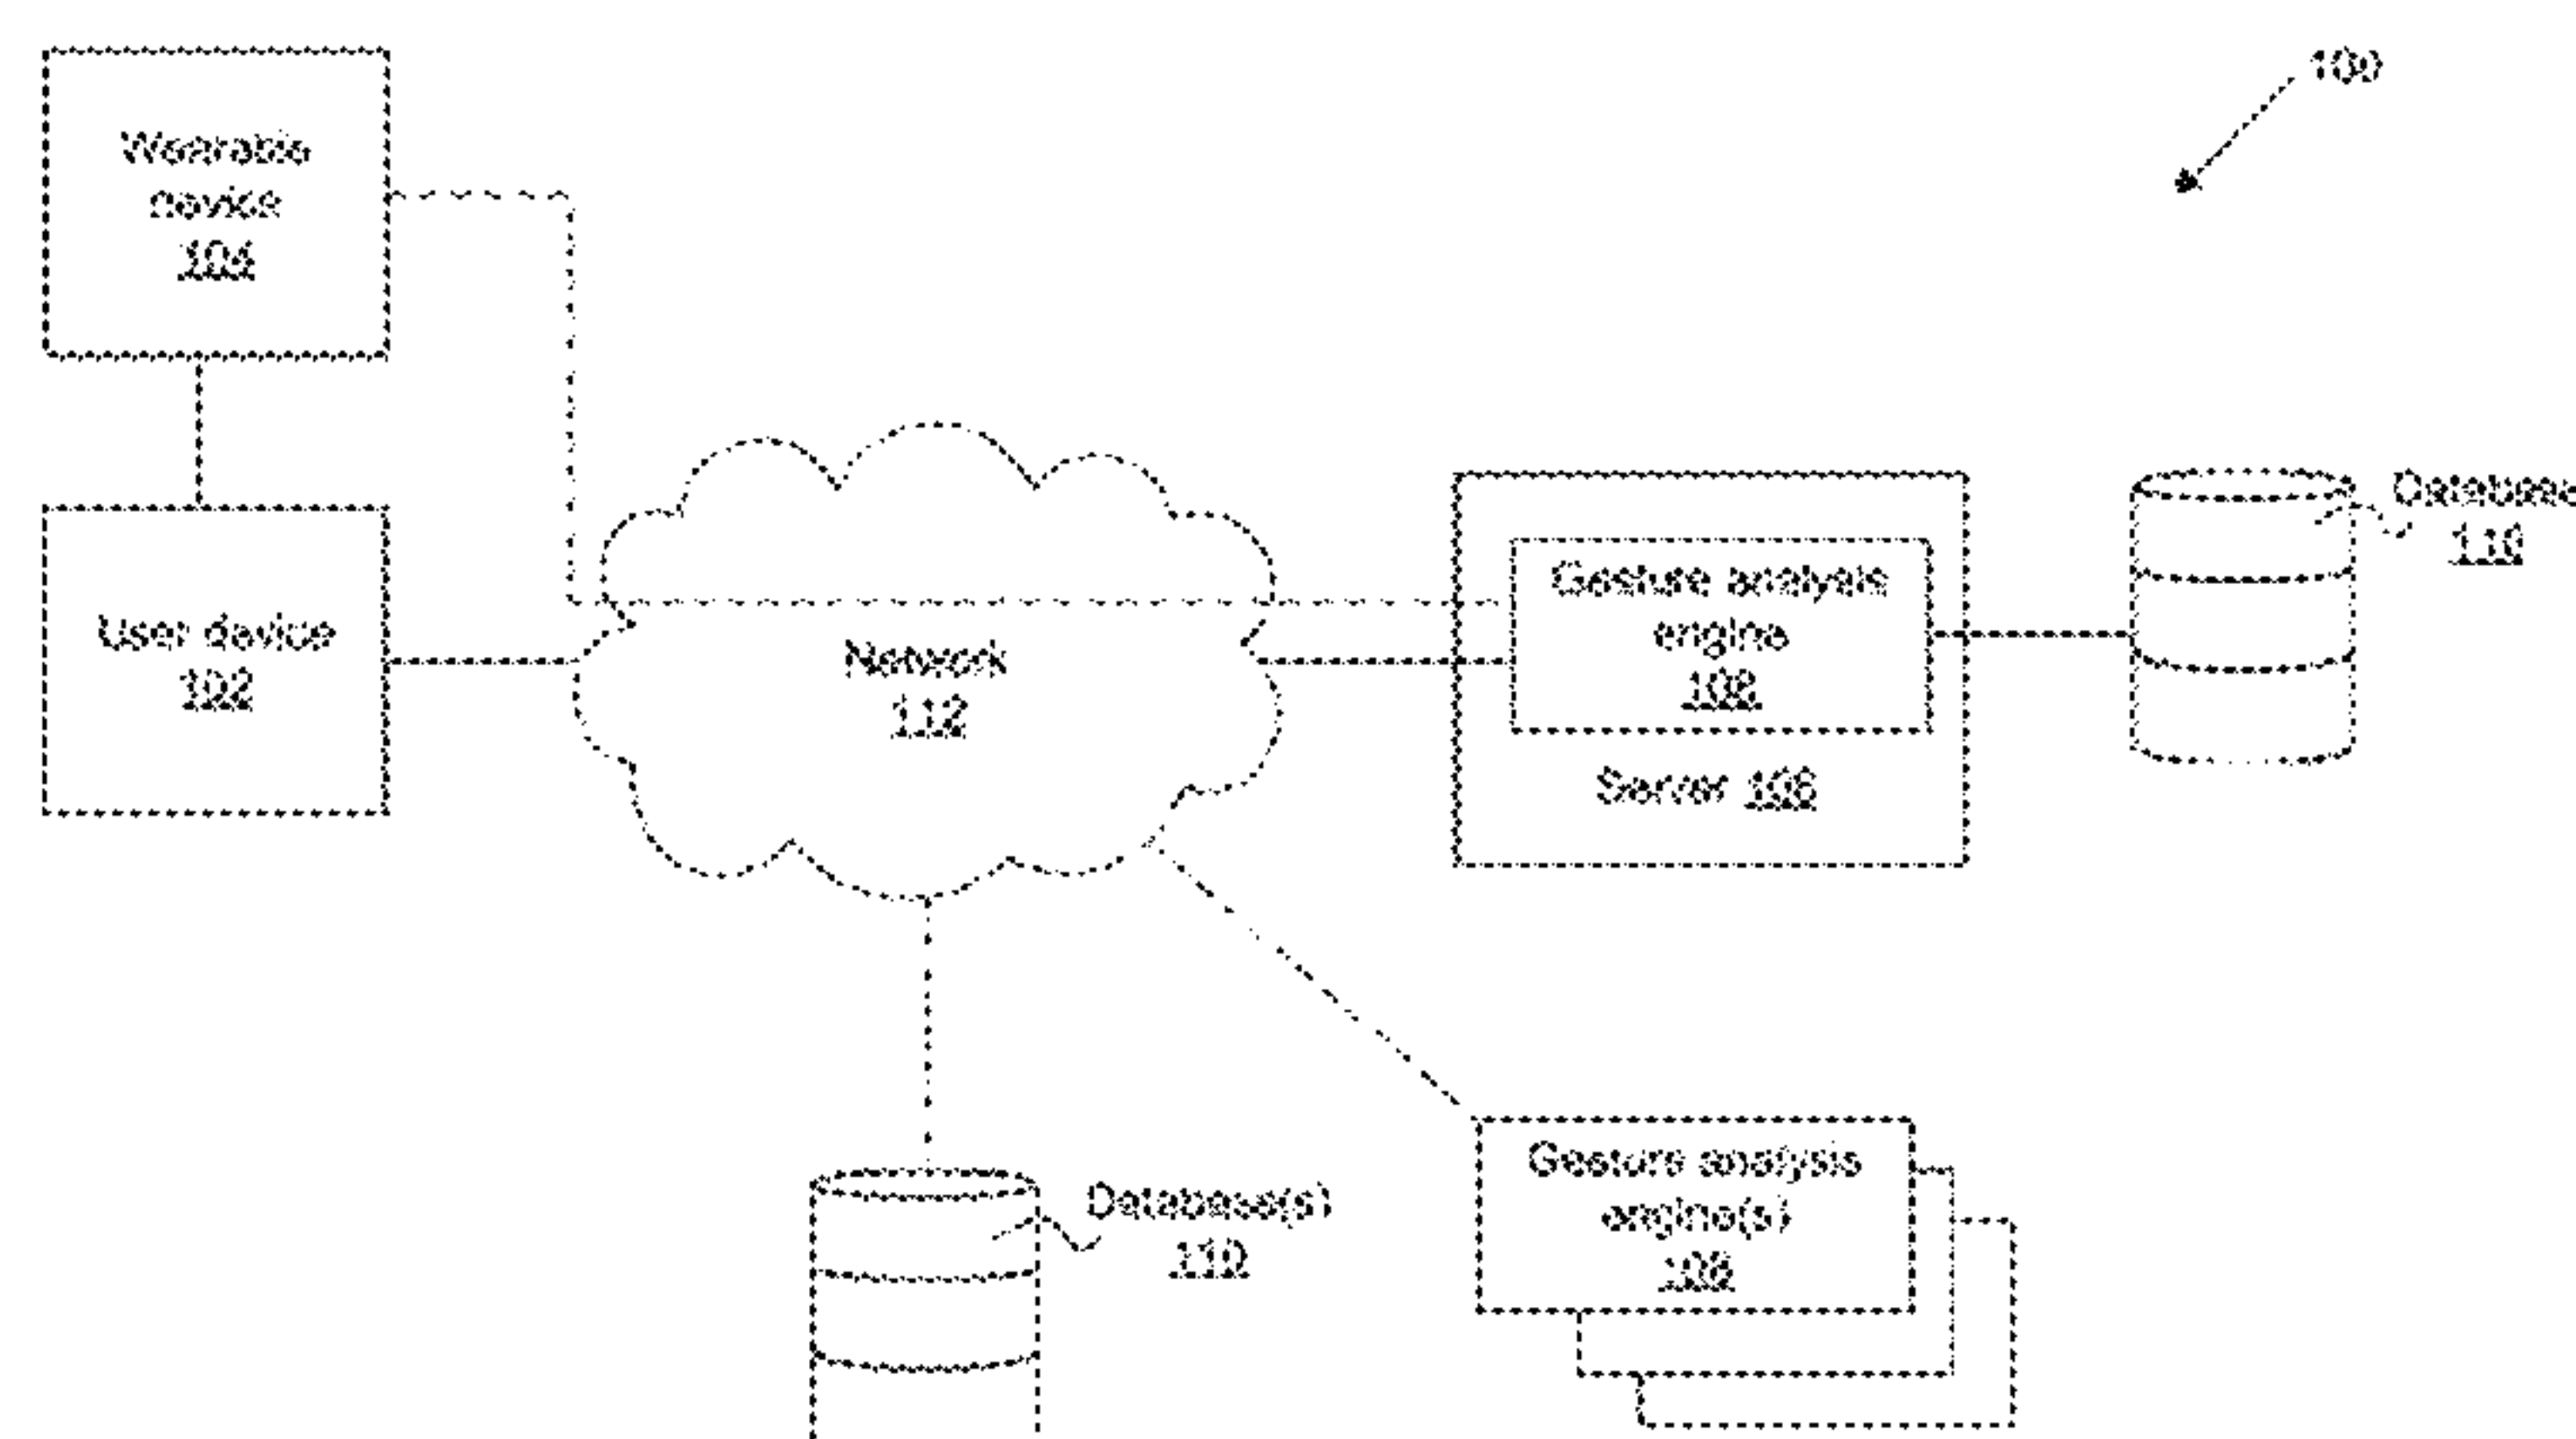 100
Wearable
device
104
User device
102
Network
112
Gesture analysis
engine
108
Server 106
Database
110
Database(s)
110
Gesture analysis
engine(s)
108